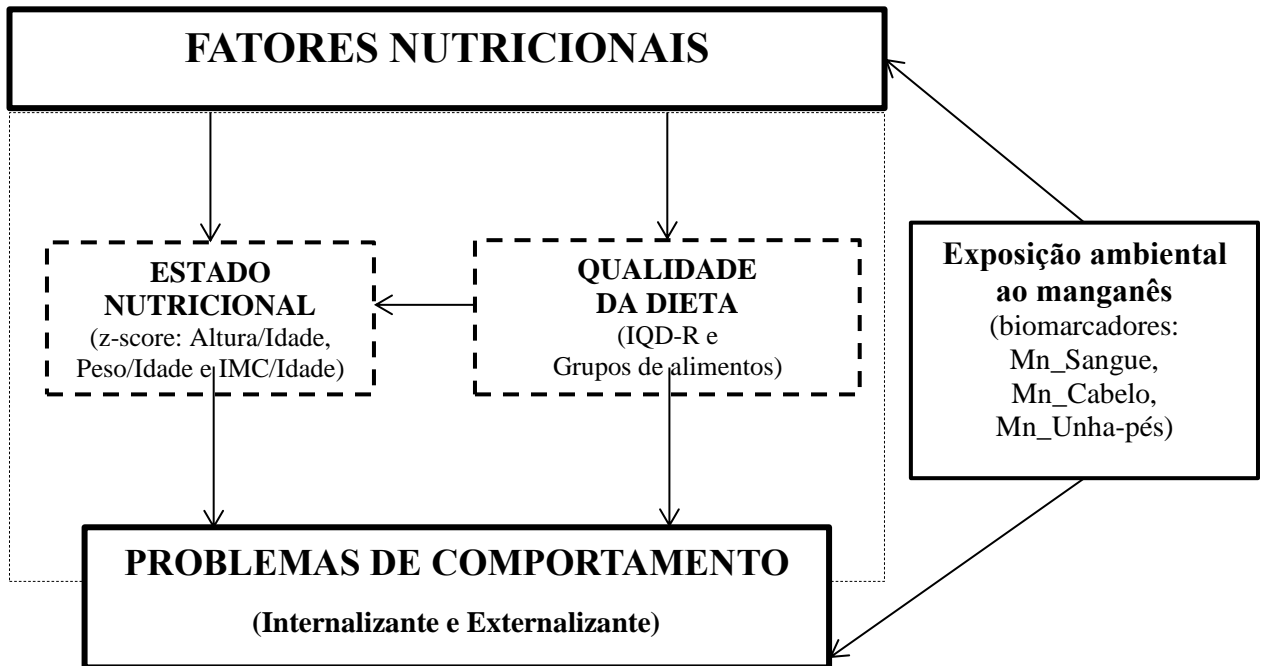 FATORES NUTRICIONAIS
ESTADO
NUTRICIONAL
(z-score: Altura/Idade,
Peso/Idade e IMC/Idade)
QUALIDADE
DA DIETA
(IQD-R e
Grupos de alimentos)
Exposição ambiental
ao manganês
(biomarcadores:
Mn_Sangue,
Mn_Cabelo,
Mn_Unha-pés)
PROBLEMAS DE COMPORTAMENTO
(Internalizante e Externalizante)